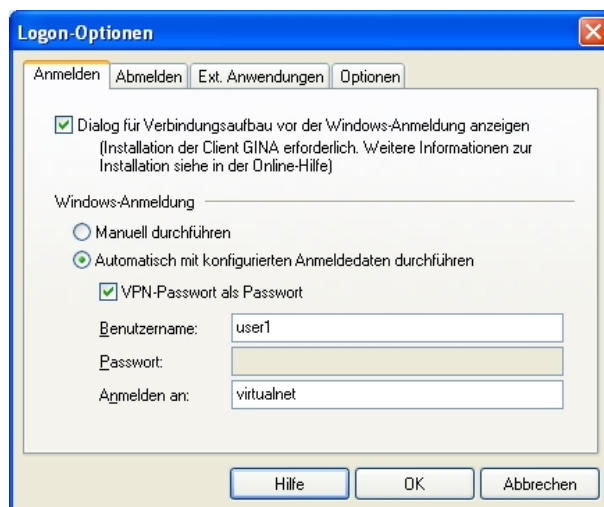 Logon-Optionen
Anmelden Abmelden Ext. Anwendungen Optionen
Dialog für Verbindungsaufbau vor der Windows-Anmeldung anzeigen
(Installation der Client GINA erforderlich. Weitere Informationen zur
Installation siehe in der Online-Hilfe)
Windows-Anmeldung
Manuell durchführen
Automatisch mit konfigurierten Anmeldedaten durchführen
VPN-Passwort als Passwort
Benutzername: user1
Passwort:
Anmelden an: virtualnet
Hilfe OK Abbrechen